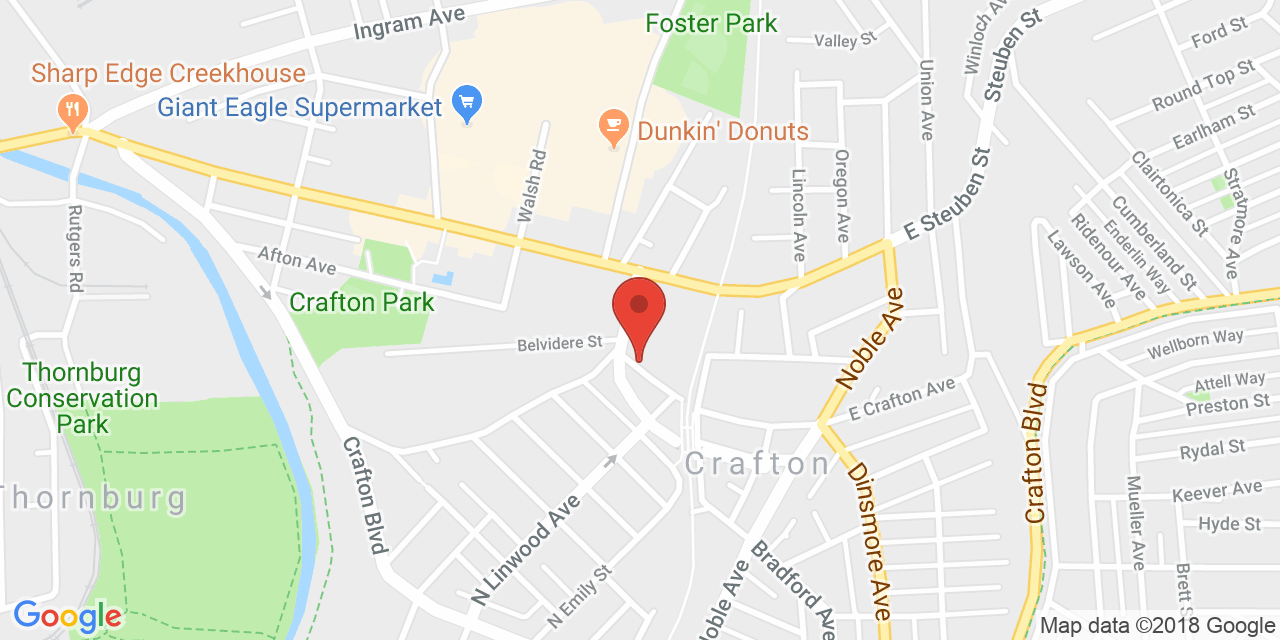 Ingram Ave
Foster Park
Valley St
Winloch Av
Steuben St
Ford St
Sharp Edge Creekhouse
Giant Eagle Supermarket
Dunkin' Donuts
Union Ave
Round Top St
Earlham St
Walsh Rd
Lincoln Ave
Oregon Ave
Clairtonica St
Stratmore Ave
Rutgers Rd
Afton Ave
E Steuben St
Cumberland St
Enderlin Way
Ridenour Ave
Lawson Ave
Crafton Park
Belvidere St
Noble Ave
Wellborn Way
Thornburg
Conservation
Park
E Crafton Ave
Attell Way
Preston St
Crafton Blvd
Rydal St
Crafton
Thornburg
Crafton Blvd
N Linwood Ave
Dinsmore Ave
Mueller Ave
Keever Ave
Hyde St
N Emily St
Noble Ave
Bradford Ave
Brett S
Google
Map data ©2018 Google